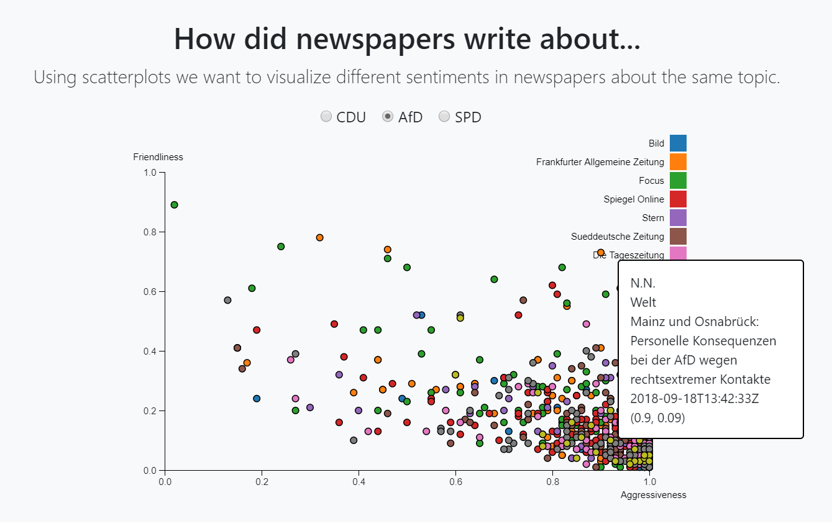 How did newspapers write about...
Using scatterplots we want to visualize different sentiments in newspapers about the same topic.
CDU AfD SPD
Friendliness
Bild
Frankfurter Allgemeine Zeitung
Focus
Spiegel Online
Stern
Sueddeutsche Zeitung
Die Tageszeitung
1.0
0.8
0.6
0.4
0.2
0.0
0.0 0.2 0.4 0.6 0.8 1.0
Aggressiveness
N.N.
Welt
Mainz und Osnabrück:
Personelle Konsequenzen
bei der AfD wegen
rechtsextremer Kontakte
2018-09-18T13:42:33Z
(0.9, 0.09)